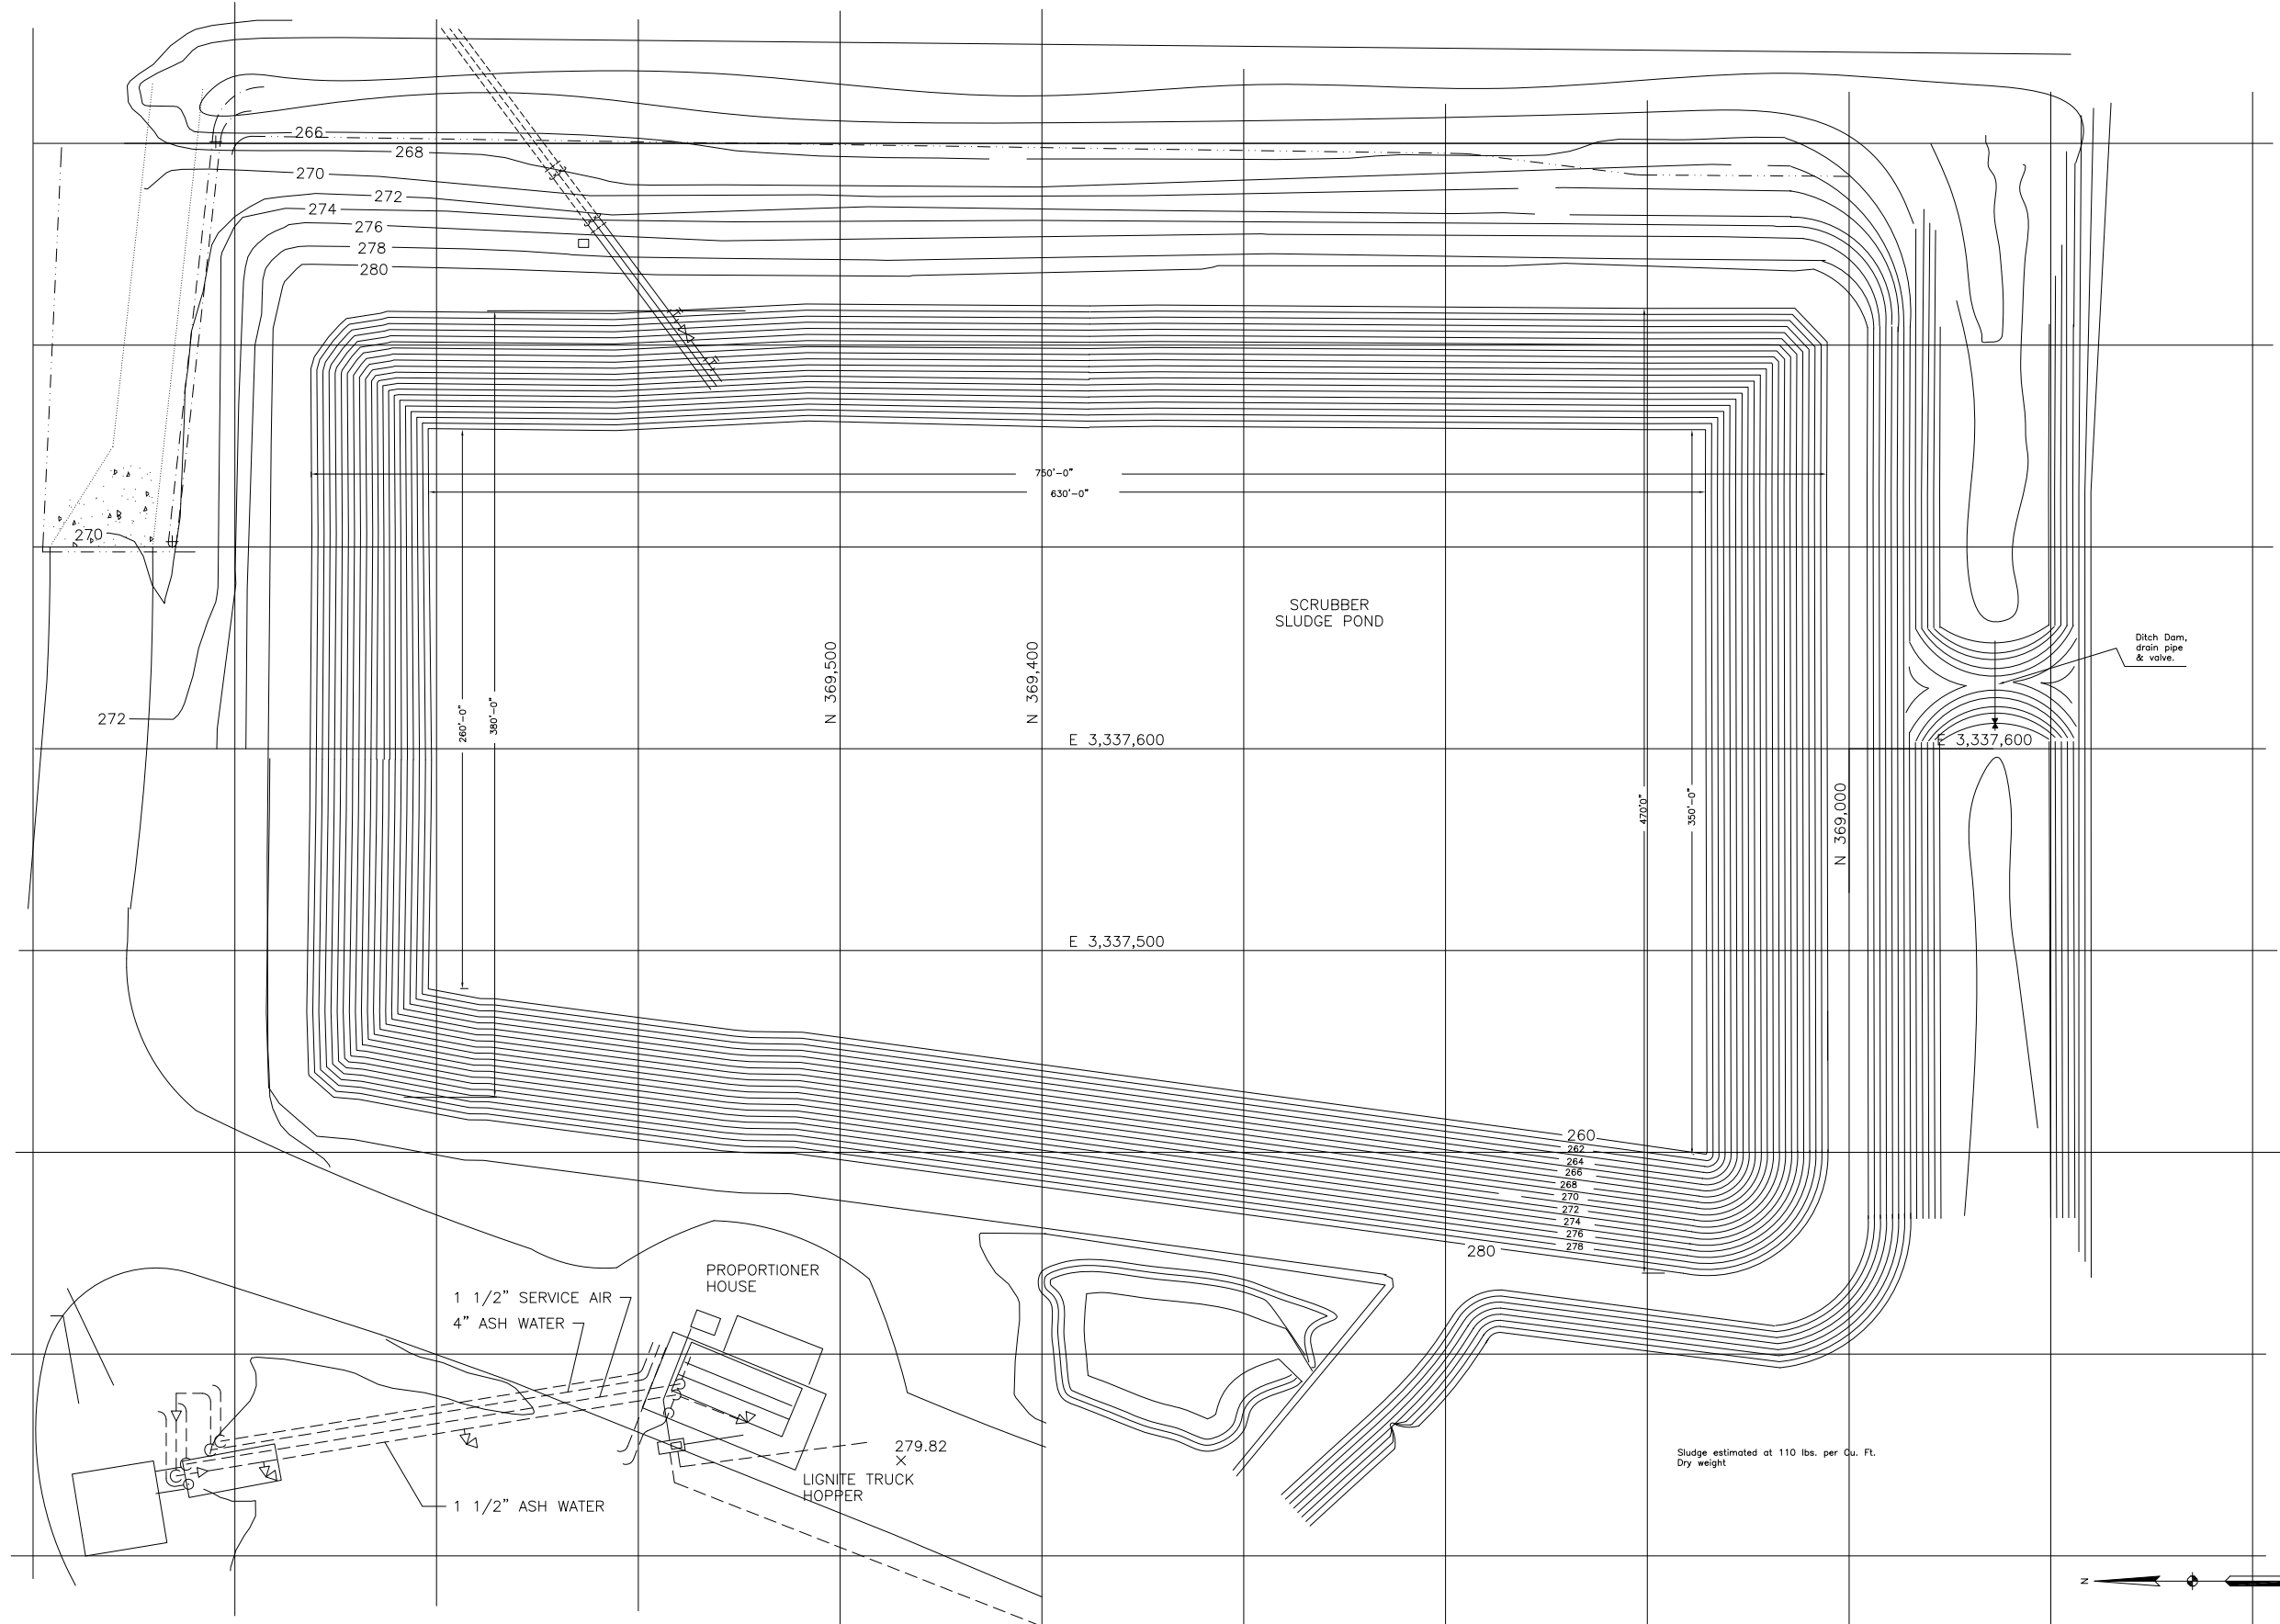 266
268
270
272
274
276
278
280
750'-0"
630'-0"
270
SCRUBBER
SLUDGE POND
Ditch Dam,
drain pipe
& valve.
N 369,500
N 369,400
260'-0"
380'-0"
272
E 3,337,600
E 3,337,600
470'0"
350'-0"
N 369,000
E 3,337,500
260
262
264
266
268
270
272
274
276
278
280
PROPORTIONER
HOUSE
1 1/2" SERVICE AIR
4" ASH WATER
279.82
LIGNITE TRUCK
HOPPER
1 1/2" ASH WATER
Sludge estimated at 110 lbs. per Cu. Ft.
Dry weight
N